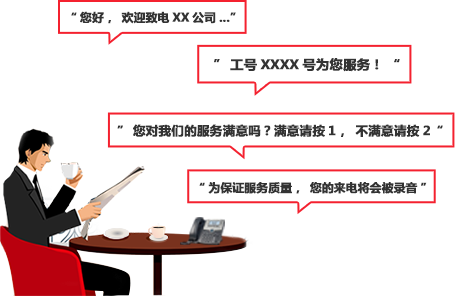 “ 您好， 欢迎致电 XX 公司 ...”
” 工号 XXXX 号为您服务！ “
” 您对我们的服务满意吗？满意请按 1 ， 不满意请按 2 “
“ 为保证服务质量 ， 您的来电将会被录音 ”